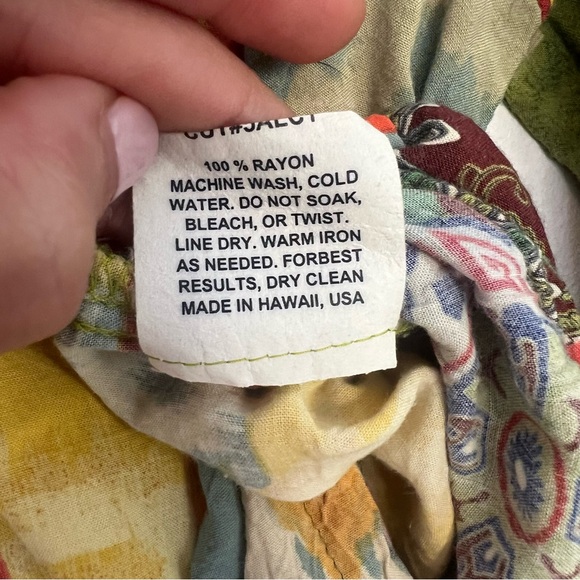 100 % RAYON
MACHINE WASH, COLD
WATER. DO NOT SOAK,
BLEACH, OR TWIST.
LINE DRY. WARM IRON
AS NEEDED. FORBEST
RESULTS, DRY CLEAN
MADE IN HAWAII, USA